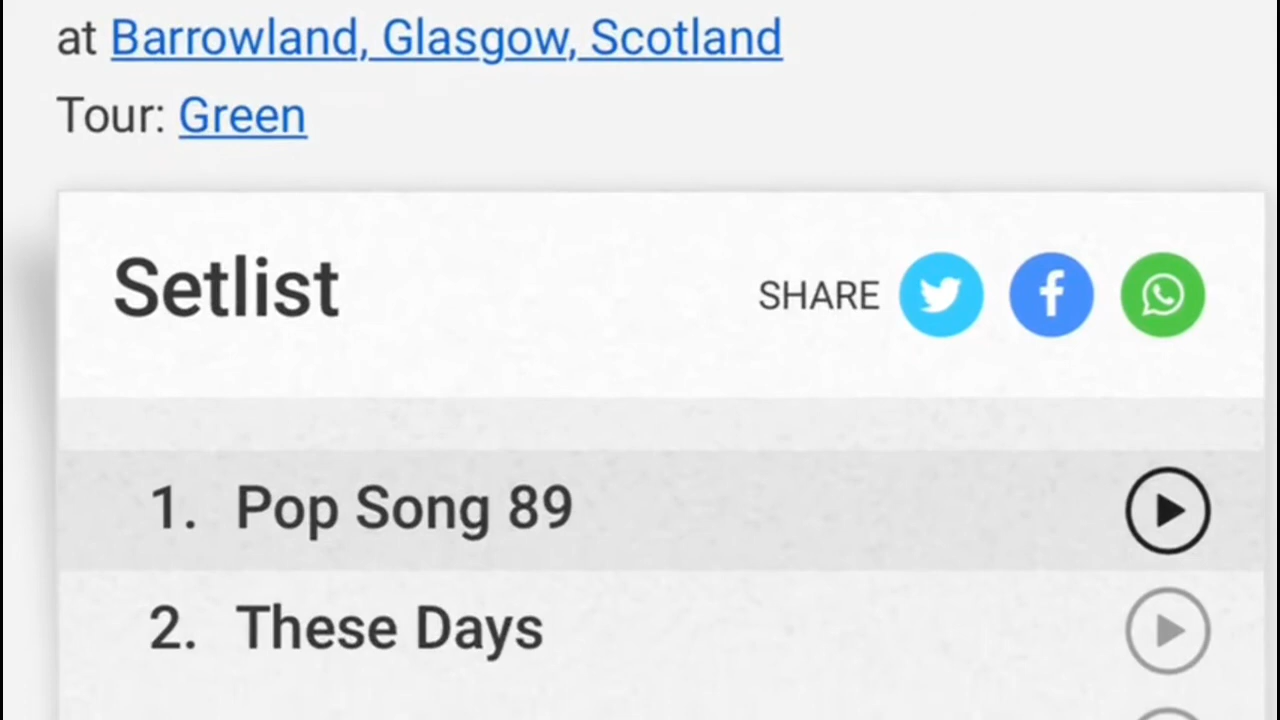 at Barrowland, Glasgow, Scotland
Tour: Green
Setlist
SHARE
1. Pop Song 89
2. These Days